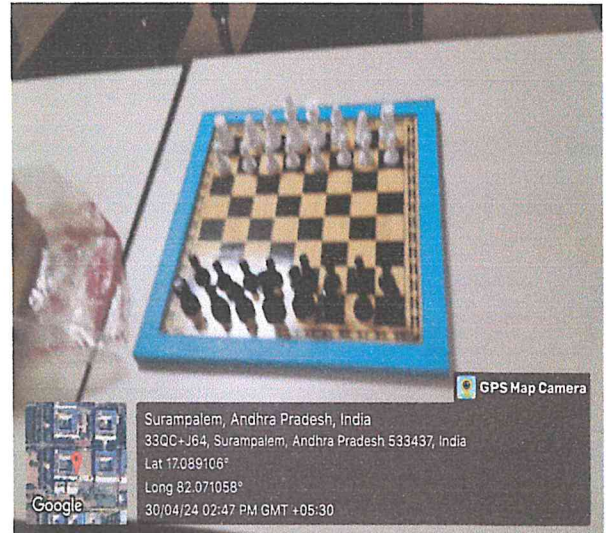 GPS Map Camera
Surampalem, Andhra Pradesh, India
33QC+J64, Surampalem, Andhra Pradesh 533437, India
Lat 17.089106°
Long 82.071058°
30/04/24 02:47 PM GMT +05:30
Google